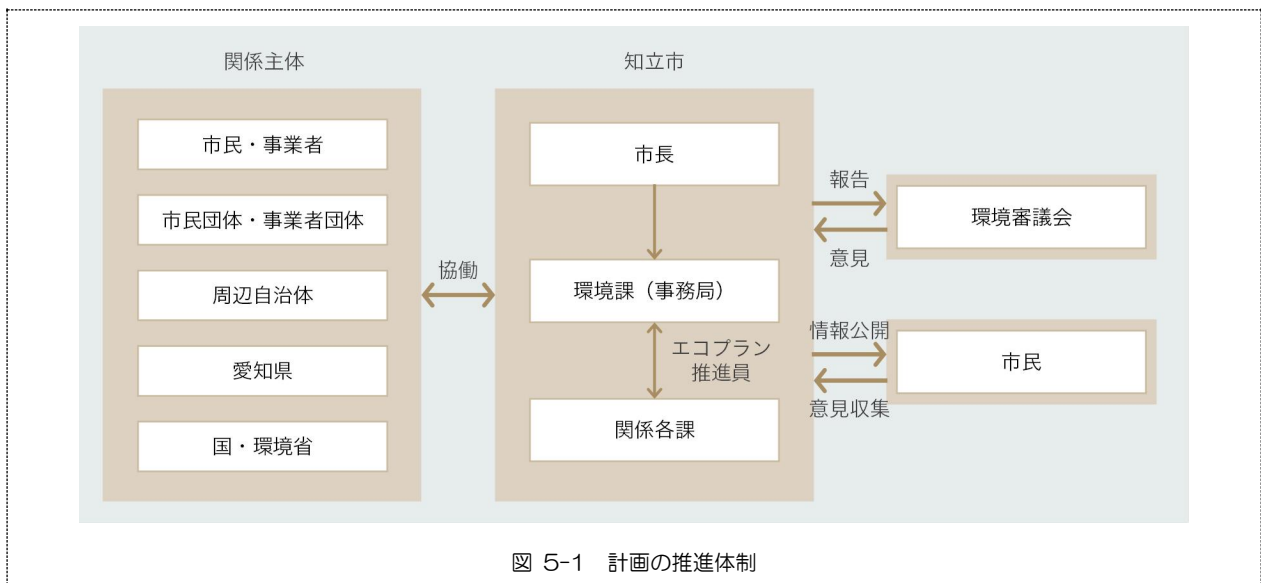 関係主体
市民・事業者
市民団体・事業者団体
周辺自治体
愛知県
国・環境省
協働
知立市
市長
環境課（事務局）
エコプラン
推進員
関係各課
報告
環境審議会
意見
情報公開
市民
意見収集
図 5-1 計画の推進体制